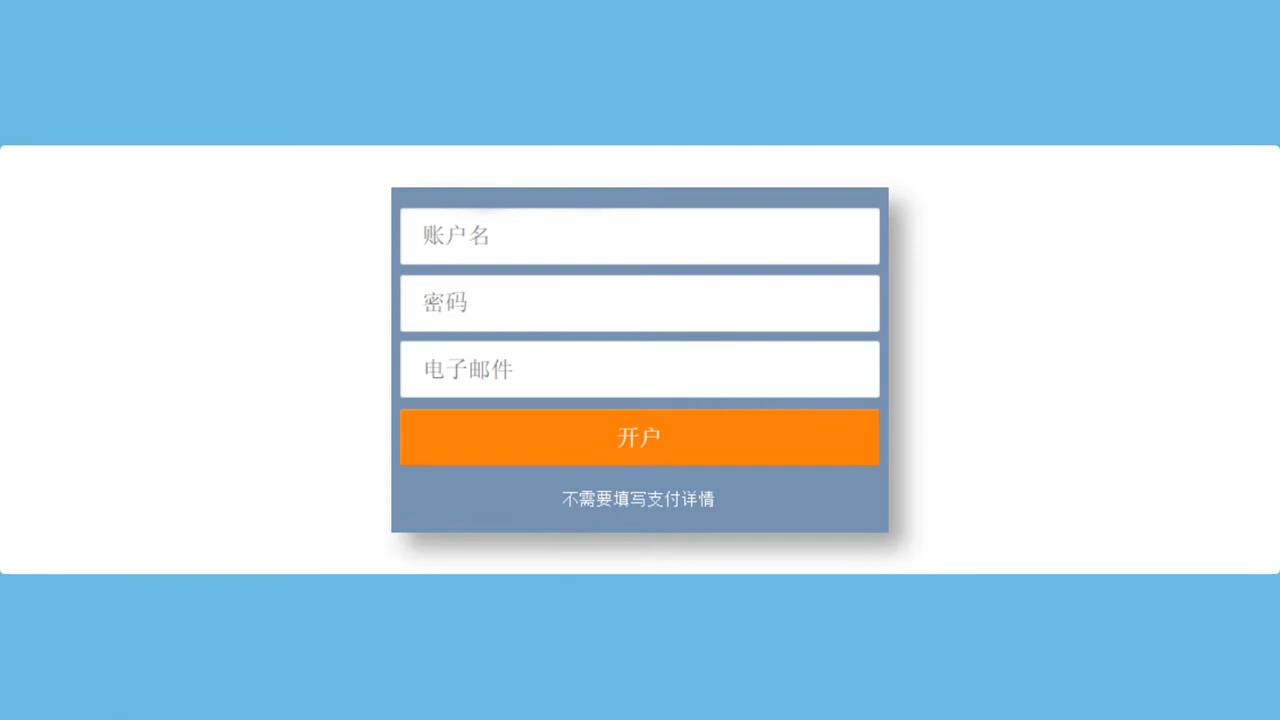 账户名
密码
电子邮件
开户
不需要填写支付详情